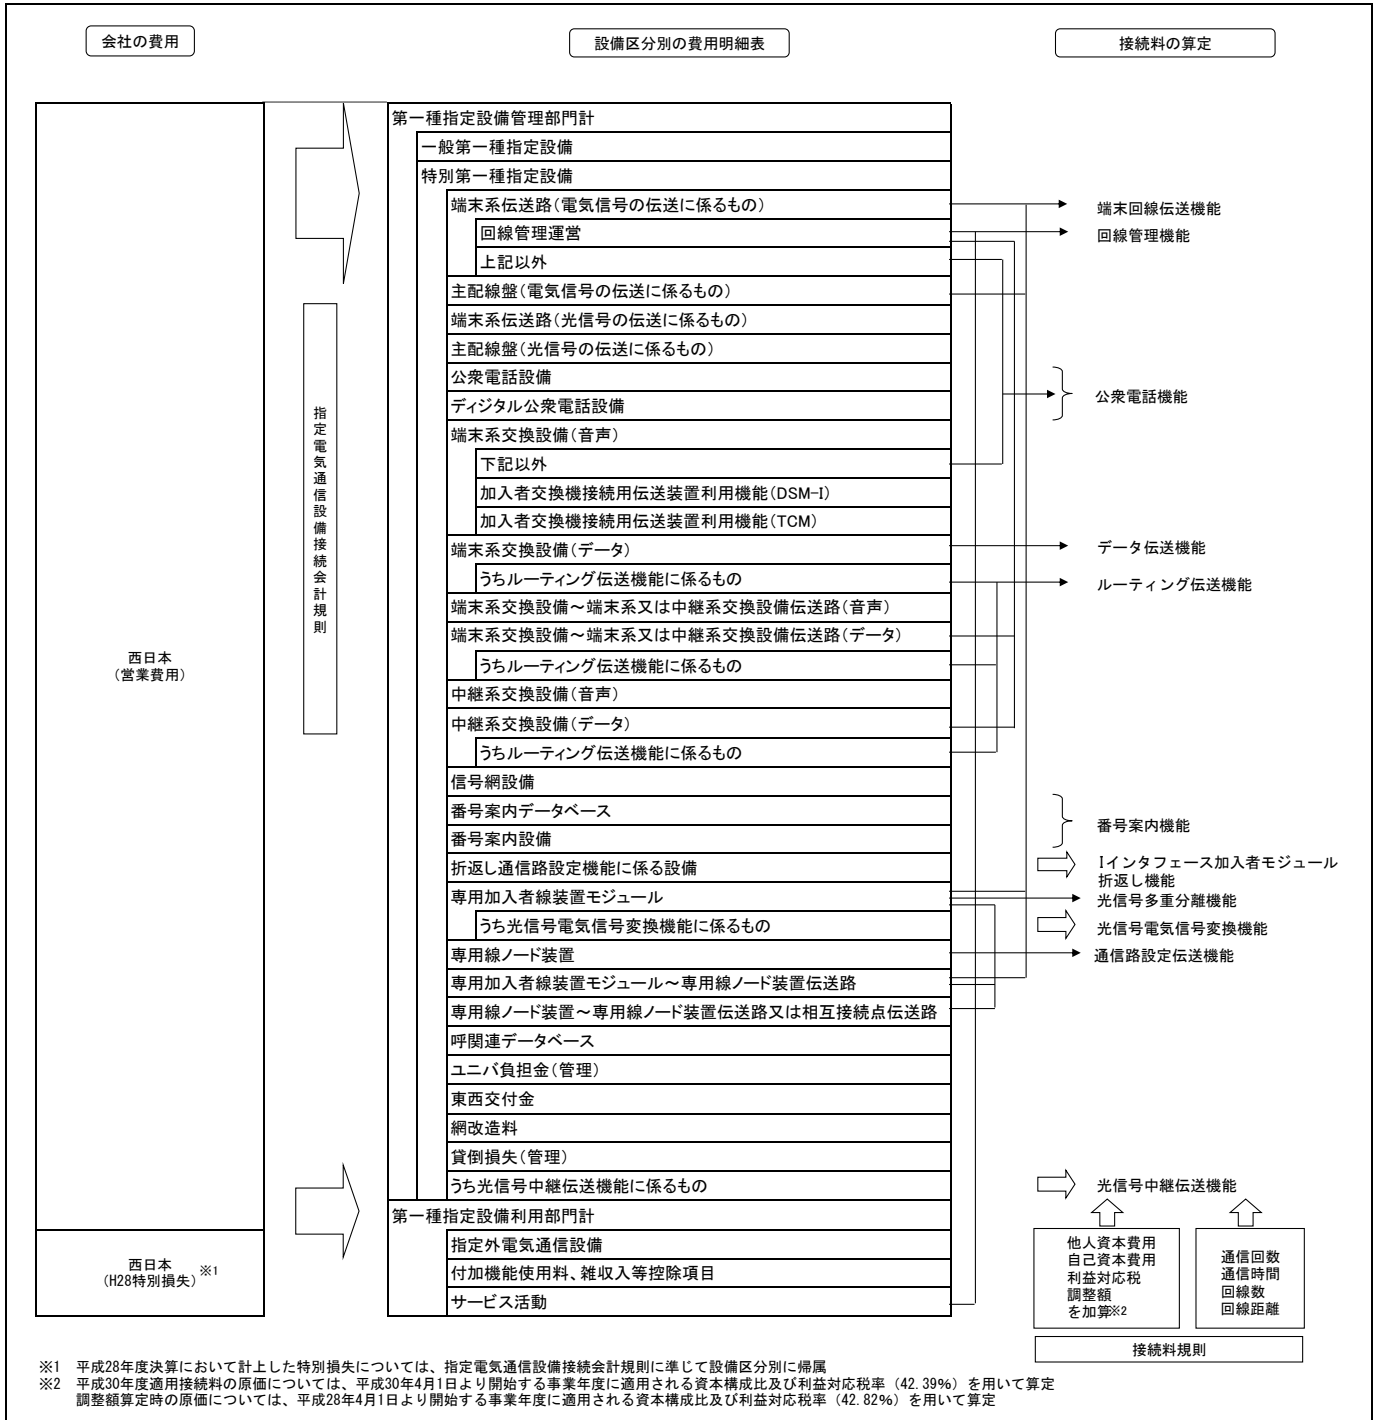 会社の費用
設備区分別の費用明細表
接続料の算定
西日本
(営業費用)
西日本
(H28特別損失)※1
指定電気通信設備接続会計規則
第一種指定設備管理部門計
一般第一種指定設備
特別第一種指定設備
端末系伝送路(電気信号の伝送に係るもの)
回線管理運営
上記以外
主配線盤(電気信号の伝送に係るもの)
端末系伝送路(光信号の伝送に係るもの)
主配線盤(光信号の伝送に係るもの)
公衆電話設備
ディジタル公衆電話設備
端末系交換設備(音声)
下記以外
加入者交換機接続用伝送装置利用機能(DSM-I)
加入者交換機接続用伝送装置利用機能(TCM)
端末系交換設備(データ)
うちルーティング伝送機能に係るもの
端末系交換設備~端末系又は中継系交換設備伝送路(音声)
端末系交換設備~端末系又は中継系交換設備伝送路(データ)
うちルーティング伝送機能に係るもの
中継系交換設備(音声)
中継系交換設備(データ)
うちルーティング伝送機能に係るもの
信号網設備
番号案内データベース
番号案内設備
折返し通信路設定機能に係る設備
専用加入者線装置モジュール
うち光信号電気信号変換機能に係るもの
専用線ノード装置
専用加入者線装置モジュール~専用線ノード装置伝送路
専用線ノード装置~専用線ノード装置伝送路又は相互接続点伝送路
呼関連データベース
ユニバ負担金(管理)
東西交付金
網改造料
貸倒損失(管理)
うち光信号中継伝送機能に係るもの
第一種指定設備利用部門計
指定外電気通信設備
付加機能使用料、雑収入等控除項目
サービス活動
端末回線伝送機能
回線管理機能
公衆電話機能
データ伝送機能
ルーティング伝送機能
番号案内機能
Iインタフェース加入者モジュール
折返し機能
光信号多重分離機能
光信号電気信号変換機能
通信路設定伝送機能
光信号中継伝送機能
他人資本費用
自己資本費用
利益対応税
調整額
を加算※2
通信回数
通信時間
回線数
回線距離
接続料規則
※1 平成28年度決算において計上した特別損失については、指定電気通信設備接続会計規則に準じて設備区分別に帰属
※2 平成30年度適用接続料の原価については、平成30年4月1日より開始する事業年度に適用される資本構成比及び利益対応税率(42.39%)を用いて算定
調整額算定時の原価については、平成28年4月1日より開始する事業年度に適用される資本構成比及び利益対応税率(42.82%)を用いて算定